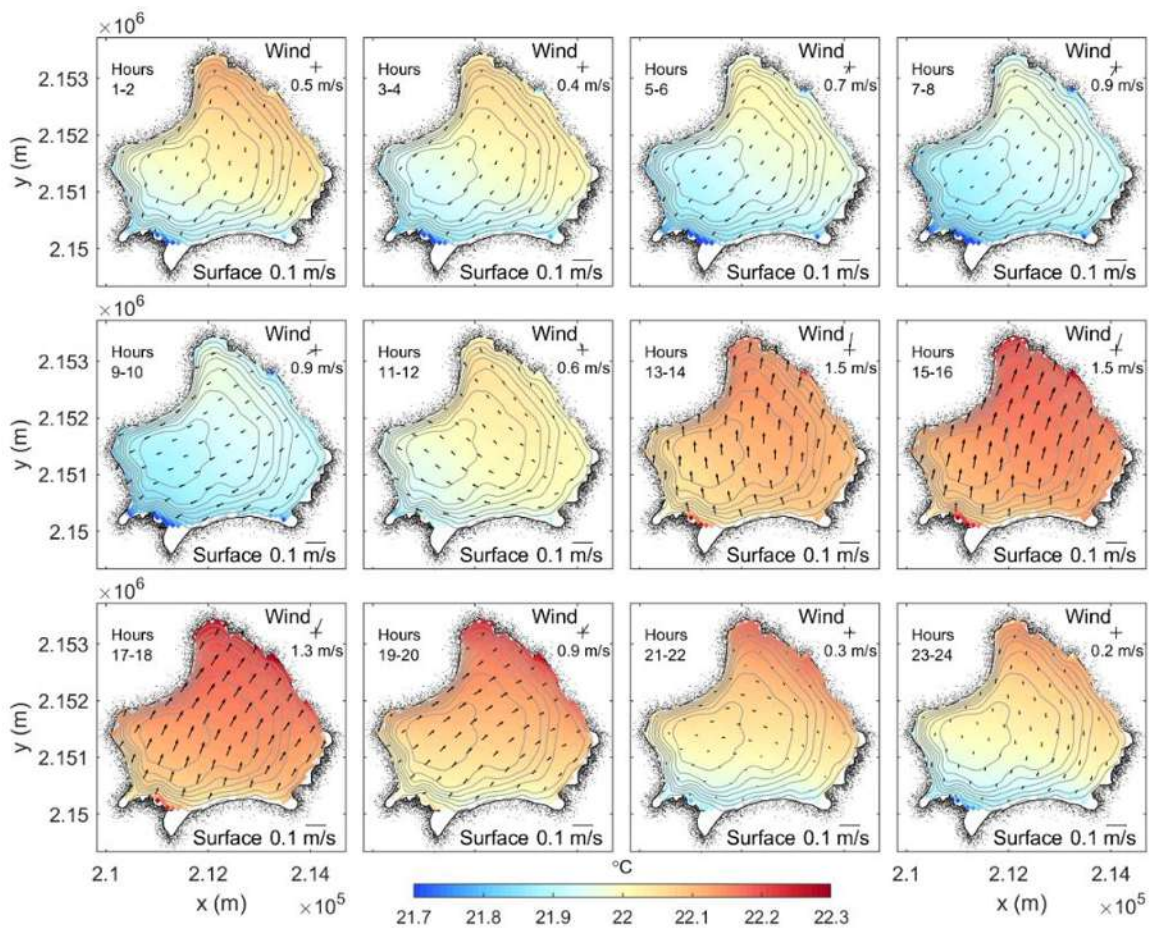 × 10⁶
Hours
1-2
Wind
0.5 m/s
Surface 0.1 m/s
Hours
3-4
Wind
0.4 m/s
Surface 0.1 m/s
Hours
5-6
Wind
0.7 m/s
Surface 0.1 m/s
Hours
7-8
Wind
0.9 m/s
Surface 0.1 m/s
y (m)
2.153
2.152
2.151
2.15
× 10⁶
Hours
9-10
Wind
0.9 m/s
Surface 0.1 m/s
Hours
11-12
Wind
0.6 m/s
Surface 0.1 m/s
Hours
13-14
Wind
1.5 m/s
Surface 0.1 m/s
Hours
15-16
Wind
1.5 m/s
Surface 0.1 m/s
y (m)
2.153
2.152
2.151
2.15
× 10⁶
Hours
17-18
Wind
1.3 m/s
Surface 0.1 m/s
Hours
19-20
Wind
0.9 m/s
Surface 0.1 m/s
Hours
21-22
Wind
0.3 m/s
Surface 0.1 m/s
Hours
23-24
Wind
0.2 m/s
Surface 0.1 m/s
y (m)
2.153
2.152
2.151
2.15
2.1 2.12 2.14
x (m) × 10⁵
°C
21.7 21.8 21.9 22 22.1 22.2 22.3
2.1 2.12 2.14
x (m) × 10⁵